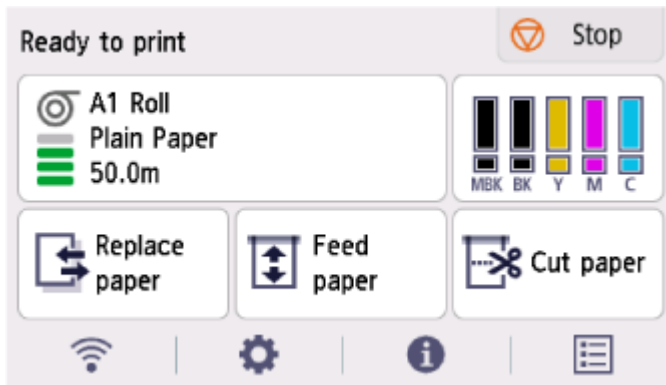 Ready to print
Stop
A1 Roll
Plain Paper
50.0m
MBK BK Y M C
Replace
paper
Feed
paper
Cut paper